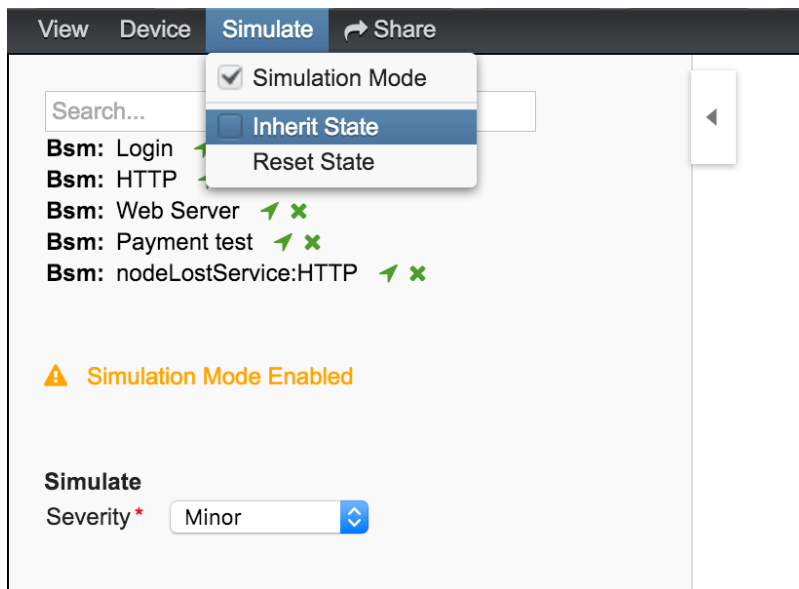 View Device Simulate Share
Simulation Mode
Search...
Inherit State
Bsm: Login
Reset State
Bsm: HTTP
Bsm: Web Server
Bsm: Payment test
Bsm: nodeLostService:HTTP
Simulation Mode Enabled
Simulate
Severity* Minor